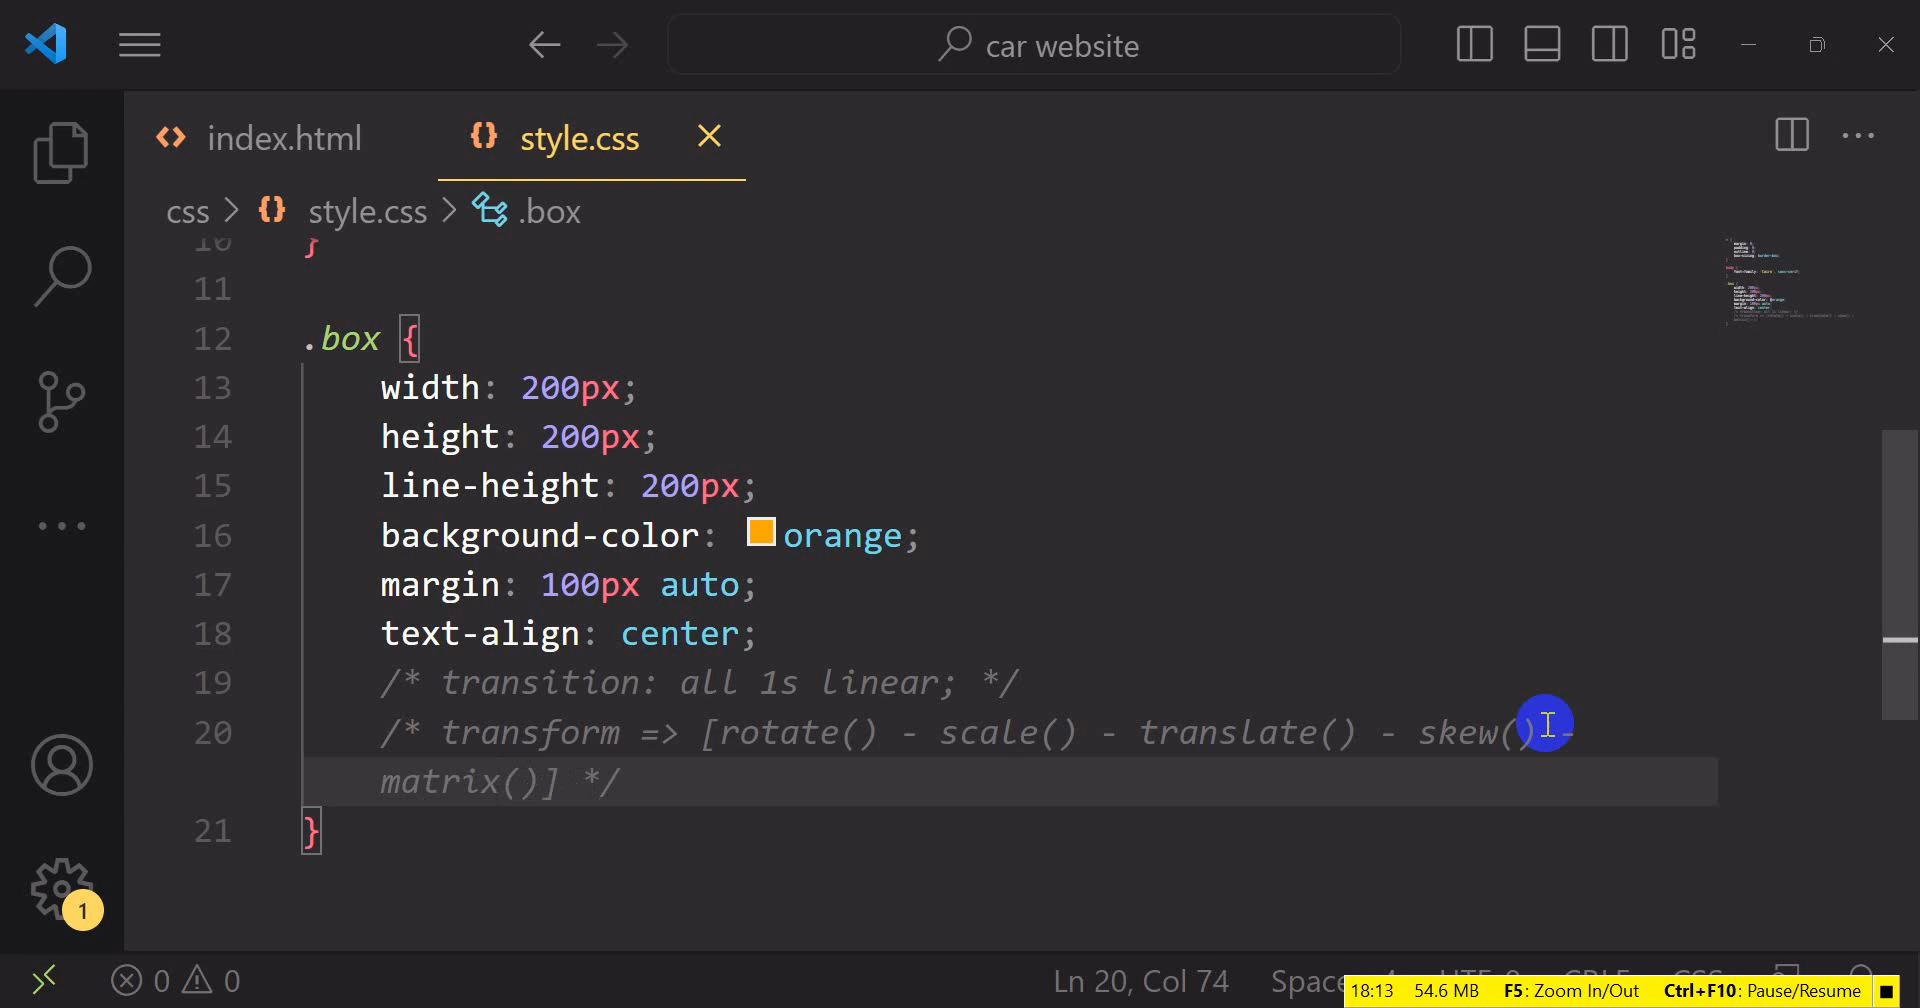 car website
index.html
style.css
css > style.css > .box
10 }
11
12 .box {
13 width: 200px;
14 height: 200px;
15 line-height: 200px;
16 background-color: orange;
17 margin: 100px auto;
18 text-align: center;
19 /* transition: all 1s linear; */
20 /* transform => [rotate() - scale() - translate() - skew() -
matrix()] */
21 }
1
0 0
Ln 20, Col 74
18:13 54.6 MB F5: Zoom In/Out Ctrl+F10: Pause/Resume